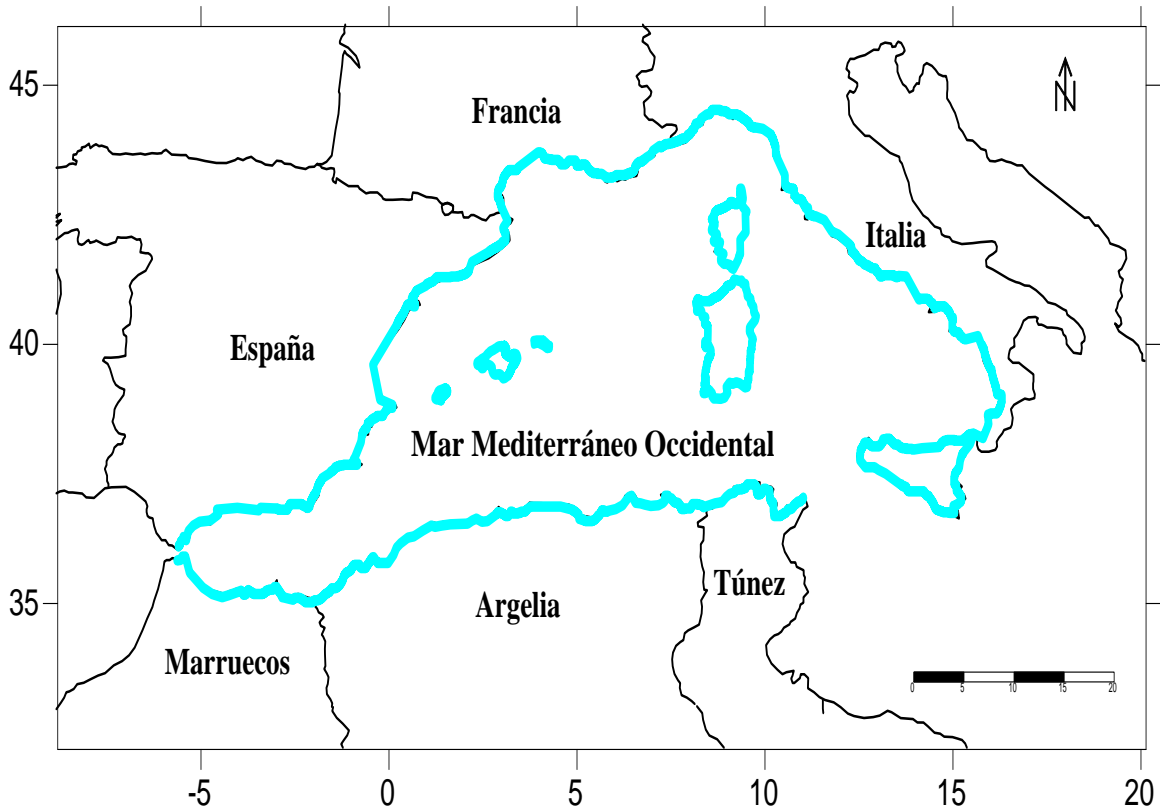 45
Francia
N
Italia
40
España
Mar Mediterráneo Occidental
35
Argelia
Túnez
Marruecos
0 5 10 15 20
-5 0 5 10 15 20